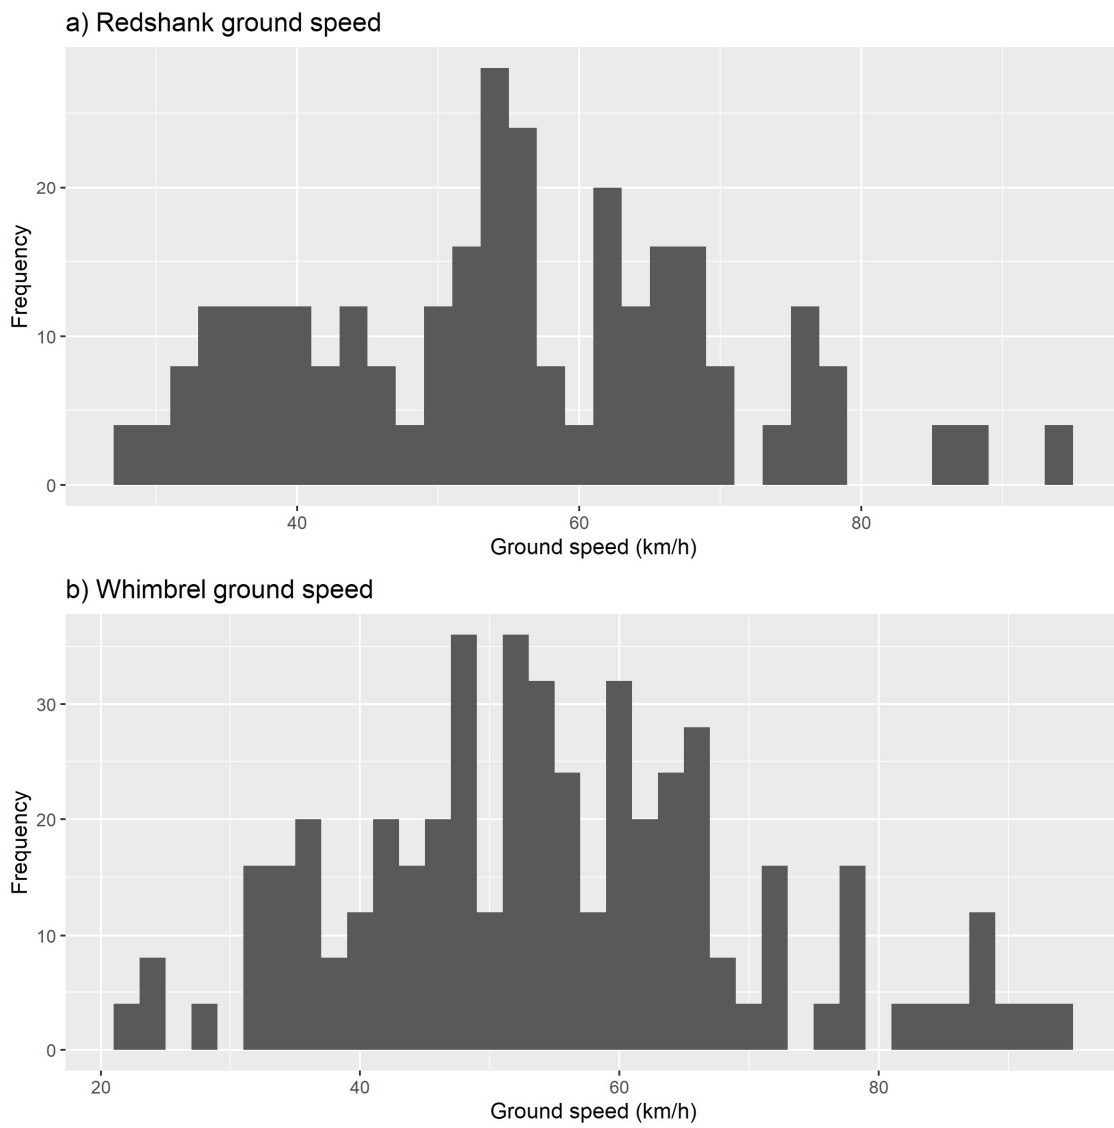 a) Redshank ground speed
20
10
0
Frequency
40 60 80
Ground speed (km/h)
b) Whimbrel ground speed
30
20
10
0
Frequency
20 40 60 80
Ground speed (km/h)